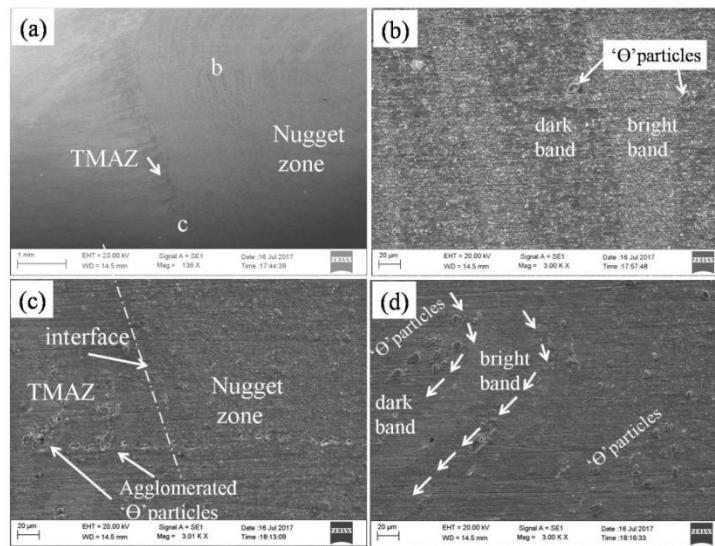 (a)
b
Nugget
zone
TMAZ
c
1 mm
EHT = 20.00 kV
WD = 14.5 mm
Signal A = SE1
Mag = 136 X
Date :16 Jul 2017
Time :17:44:39
ZEISS
(b)
'Ө'particles
dark
band
bright
band
20 µm
EHT = 20.00 kV
WD = 14.5 mm
Signal A = SE1
Mag = 3.00 K X
Date :16 Jul 2017
Time :17:57:48
ZEISS
(c)
interface
TMAZ
Nugget
zone
Agglomerated
'Ө'particles
20 µm
EHT = 20.00 kV
WD = 14.5 mm
Signal A = SE1
Mag = 3.01 K X
Date :16 Jul 2017
Time :18:13:09
ZEISS
(d)
'Ө'particles
bright
band
dark
band
'Ө'particles
20 µm
EHT = 20.00 kV
WD = 14.5 mm
Signal A = SE1
Mag = 3.00 K X
Date :16 Jul 2017
Time :18:16:33
ZEISS